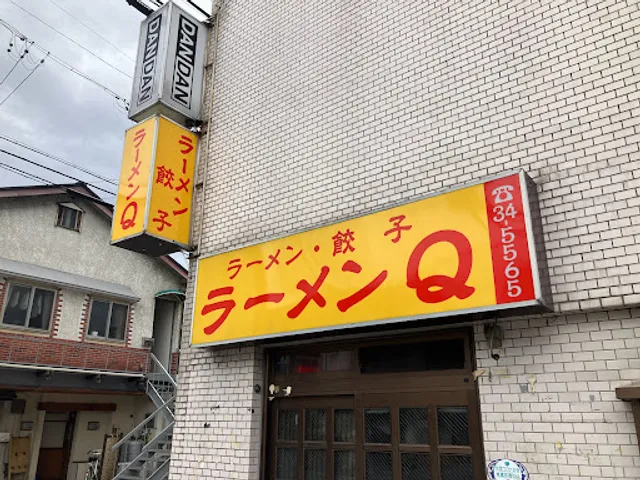 DANDAN
DANDAN
ラーメンQ
ラーメン
餃子
ラーメン・餃子
ラーメンQ
☎34-5565